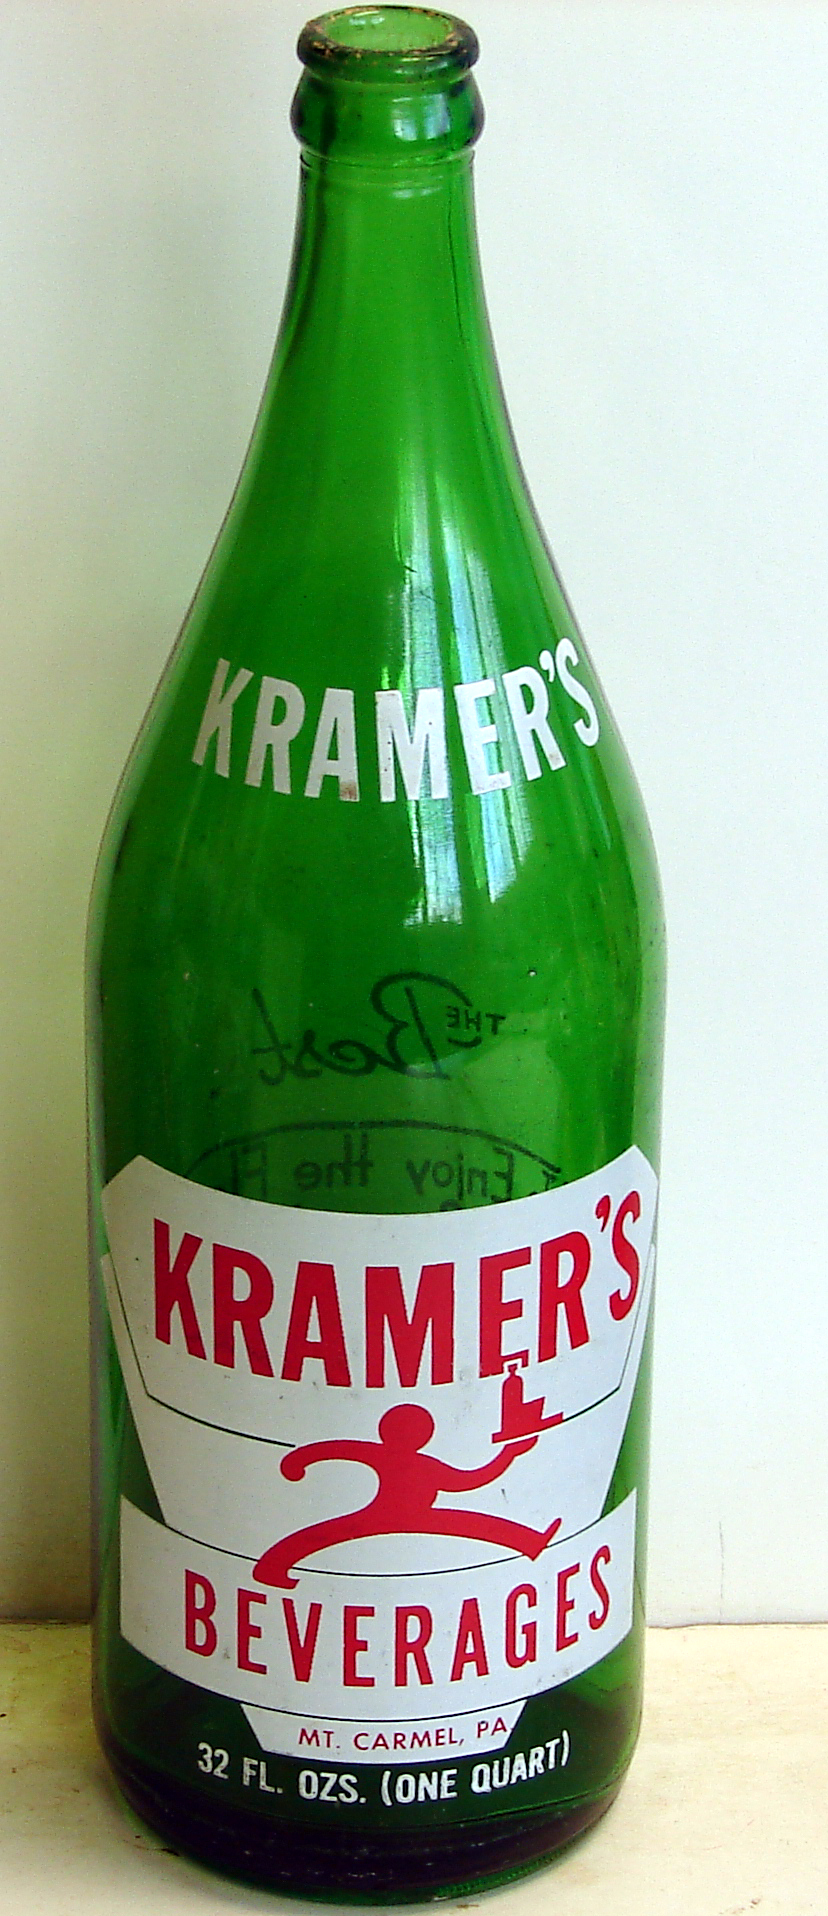 KRAMER'S
THE Best
Enjoy the
KRAMER'S
BEVERAGES
MT. CARMEL, PA.
32 FL. OZS. (ONE QUART)